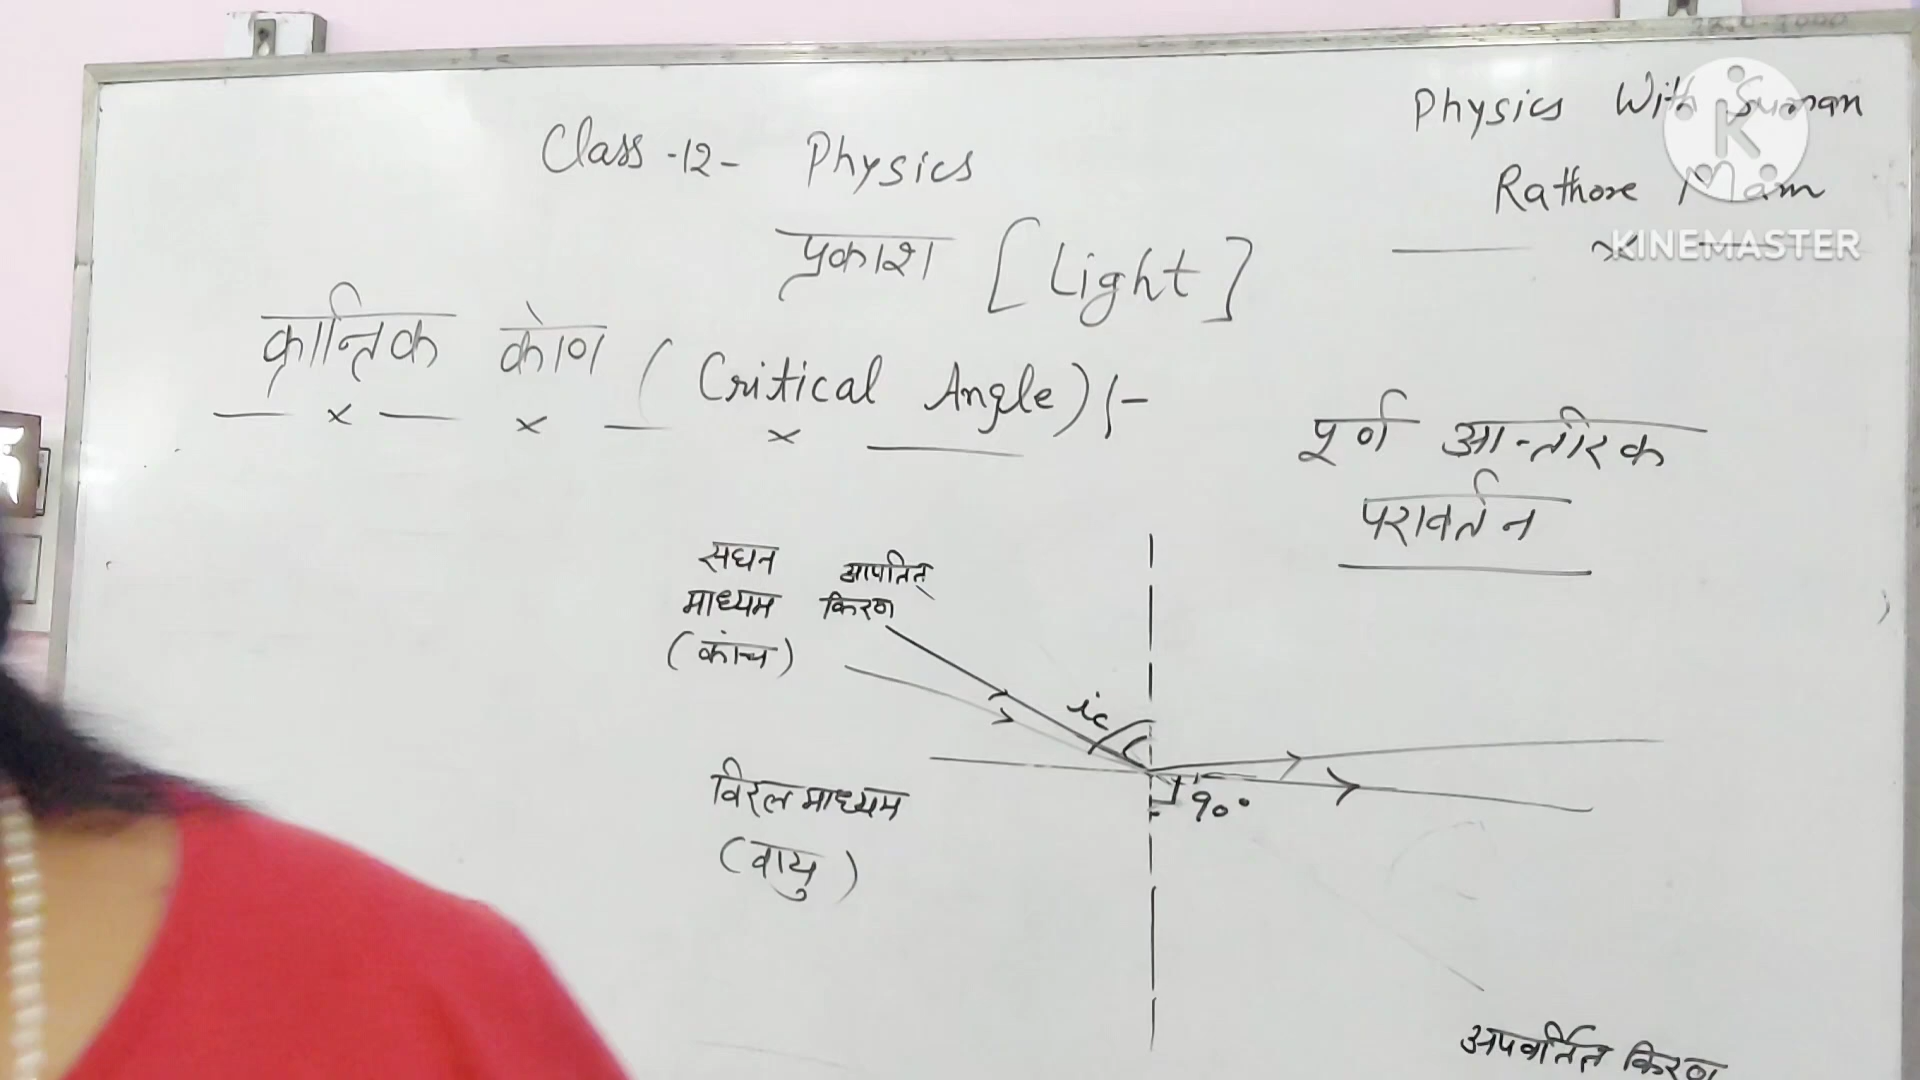 Physics With Suman
Rathore Mam
Class -12- Physics
प्रकाश [Light]
क्रान्तिक कोण (Critical Angle) :-
पूर्ण आन्तरिक
परावर्तन
सघन
माध्यम
(कांच)
आपतित्
किरण
ic
90°
विरल माध्यम
(वायु)
अपवर्तित किरण
K
KINEMASTER